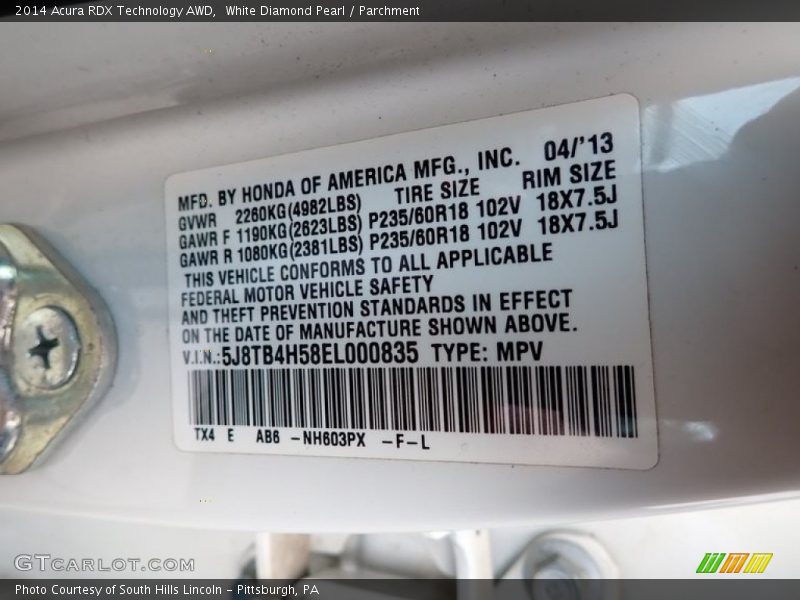 2014 Acura RDX Technology AWD,  White Diamond Pearl / Parchment
MFD. BY HONDA OF AMERICA MFG., INC. 04/'13
GVWR 2260KG(4982LBS) TIRE SIZE RIM SIZE
GAWR F 1190KG(2623LBS) P235/60R18 102V 18X7.5J
GAWR R 1080KG(2381LBS) P235/60R18 102V 18X7.5J
THIS VEHICLE CONFORMS TO ALL APPLICABLE
FEDERAL MOTOR VEHICLE SAFETY
AND THEFT PREVENTION STANDARDS IN EFFECT
ON THE DATE OF MANUFACTURE SHOWN ABOVE.
V.I.N.:5J8TB4H58EL000835 TYPE: MPV
TX4 E AB6 -NH603PX -F-L
GTCARLOT.COM
Photo Courtesy of South Hills Lincoln - Pittsburgh, PA